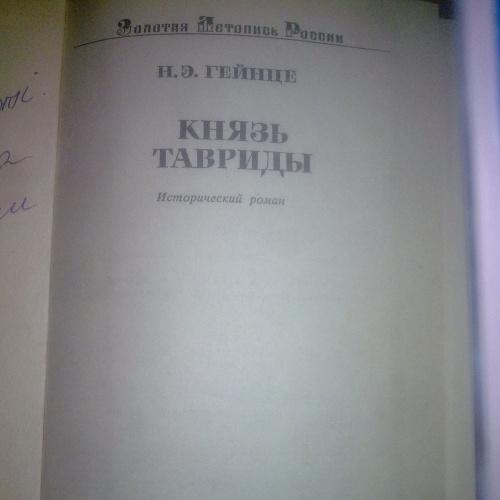 Золотая Летопись России
Н.Э. ГЕЙНЦЕ
КНЯЗЬ
ТАВРИДЫ
Исторический роман